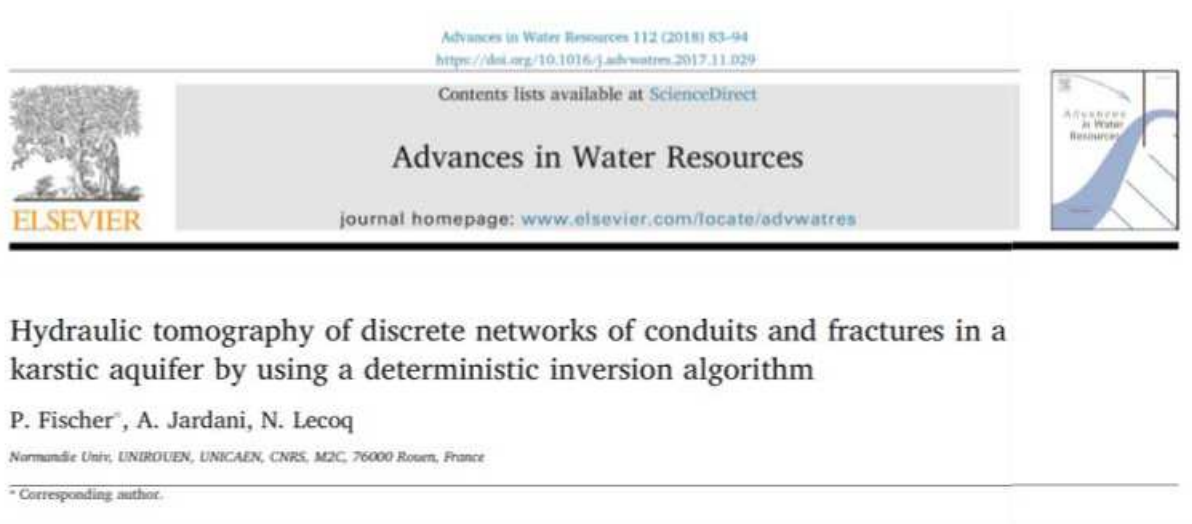 Advances in Water Resources 112 (2018) 83–94
https://doi.org/10.1016/j.advwatres.2017.11.029
Contents lists available at ScienceDirect
Advances in Water Resources
journal homepage: www.elsevier.com/locate/advwatres
ELSEVIER
Advances
in Water
Resources
Hydraulic tomography of discrete networks of conduits and fractures in a
karstic aquifer by using a deterministic inversion algorithm
P. Fischer*, A. Jardani, N. Lecoq
Normandie Univ, UNIROUEN, UNICAEN, CNRS, M2C, 76000 Rouen, France
* Corresponding author.